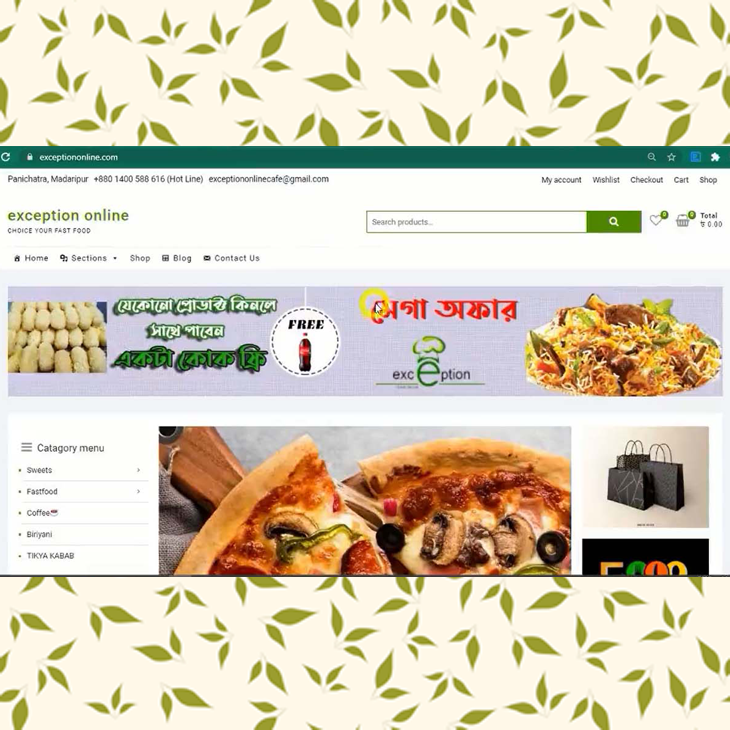 exceptiononline.com
Panichatra, Madaripur +880 1400 588 616 (Hot Line) exceptiononlinecafe@gmail.com
My account Wishlist Checkout Cart Shop
exception online
CHOICE YOUR FAST FOOD
Search products...
0
0
Total
৳ 0.00
Home Sections Shop Blog Contact Us
যেকোনো প্রোডাক্ট কিনলে
সাথে পাবেন
একটা কোক ফ্রি
FREE
মেগা অফার
exception
Catagory menu
Sweets
Fastfood
Coffee
Biriyani
TIKYA KABAB